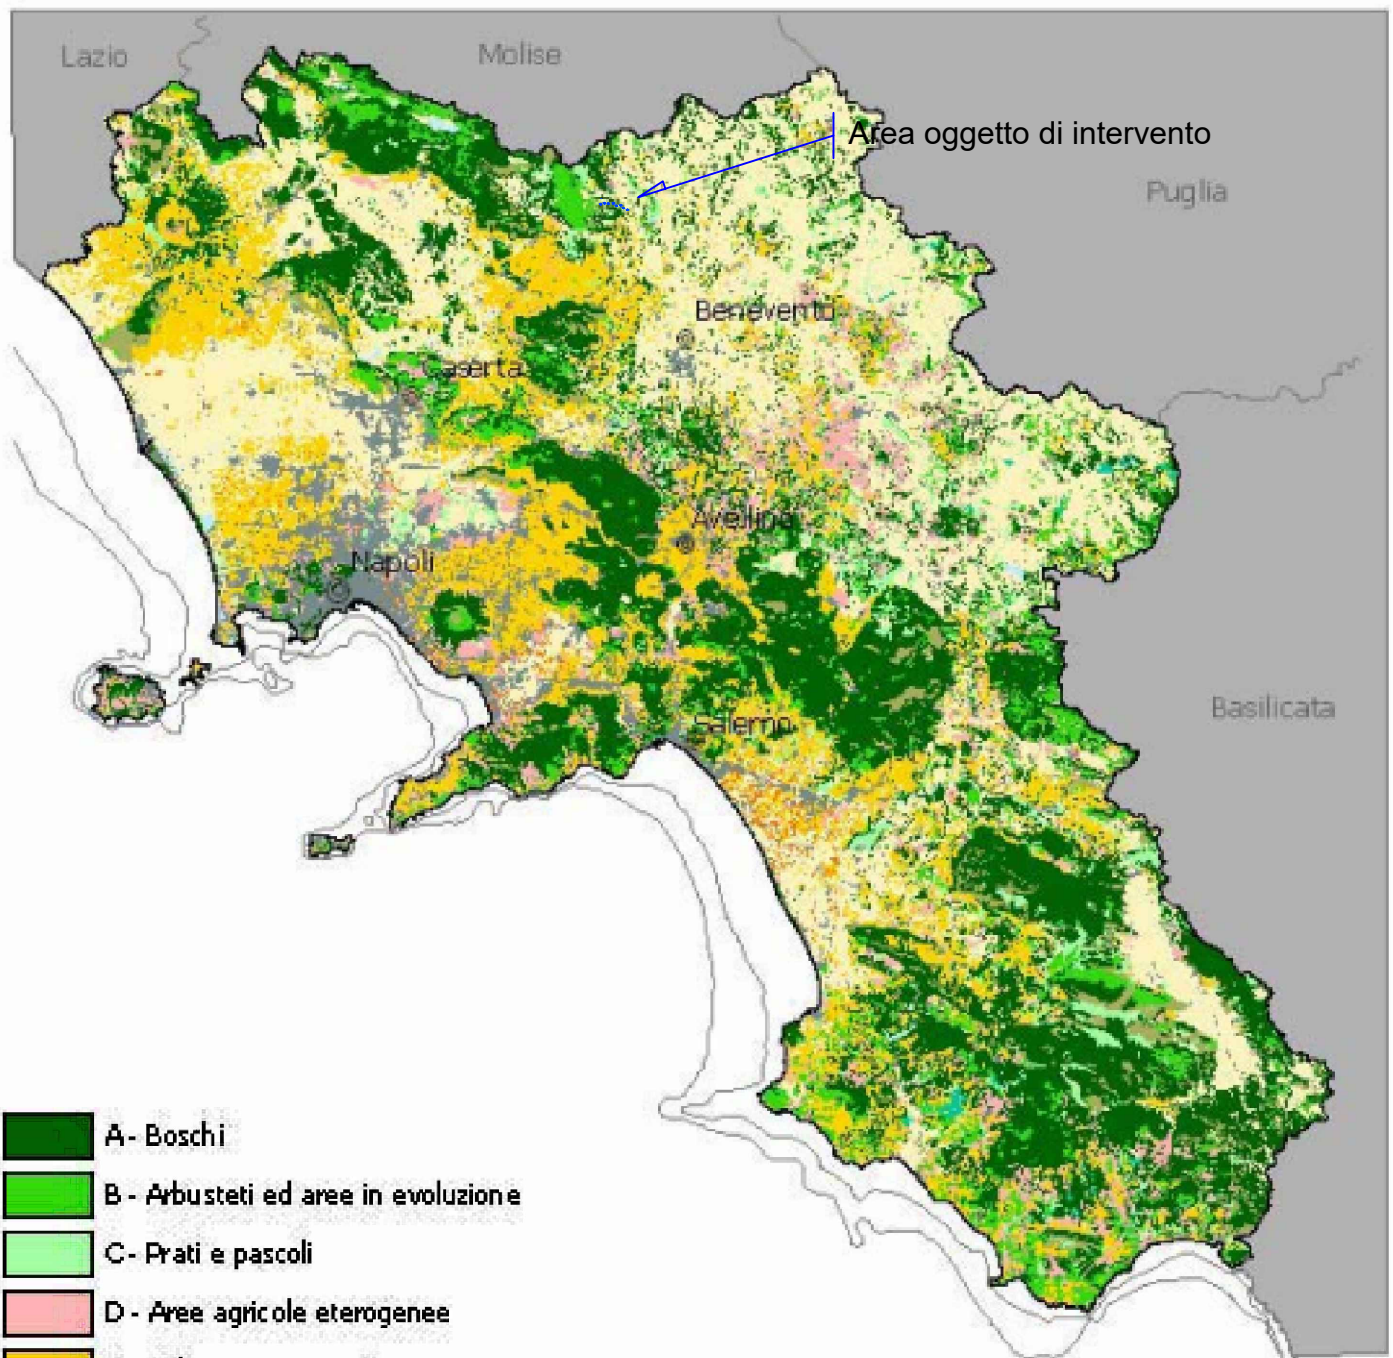 Lazio
Molise
Area oggetto di intervento
Puglia
Benevento
Caserta
Avellino
Napoli
Salerno
Basilicata
A - Boschi
B - Arbusteti ed aree in evoluzione
C - Prati e pascoli
D - Aree agricole eterogenee